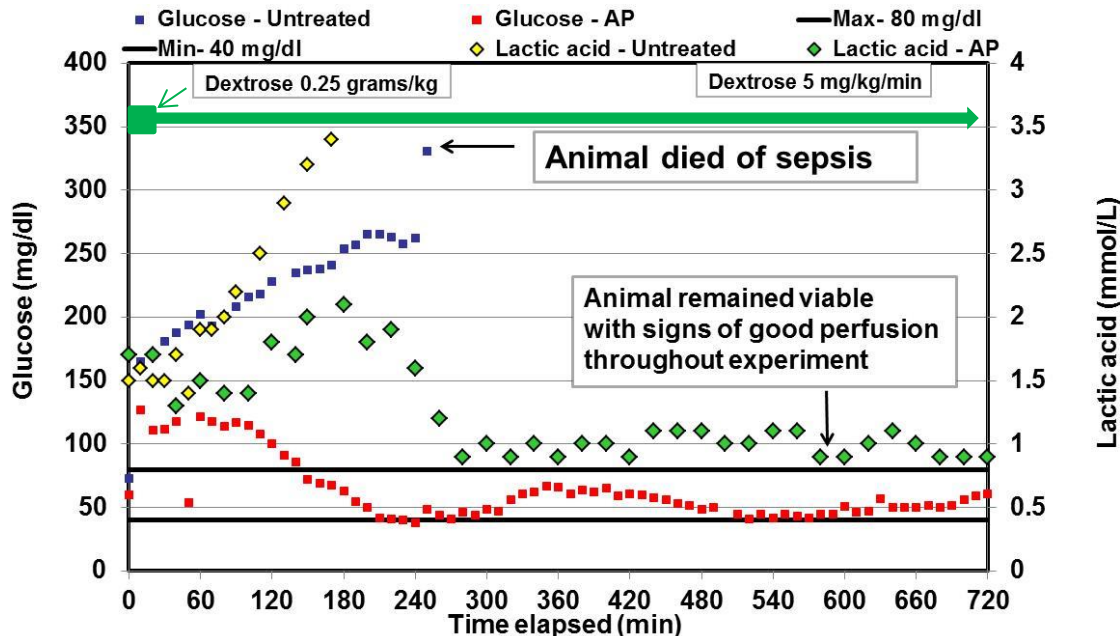 Glucose - Untreated Glucose - AP Max- 80 mg/dl
Min- 40 mg/dl Lactic acid - Untreated Lactic acid - AP
400 4
Dextrose 0.25 grams/kg Dextrose 5 mg/kg/min
350 3.5
Animal died of sepsis
300 3
250 2.5
Animal remained viable
with signs of good perfusion
throughout experiment
200 2
150 1.5
100 1
50 0.5
0 0
0 60 120 180 240 300 360 420 480 540 600 660 720
Time elapsed (min)
Glucose (mg/dl)
Lactic acid (mmol/L)